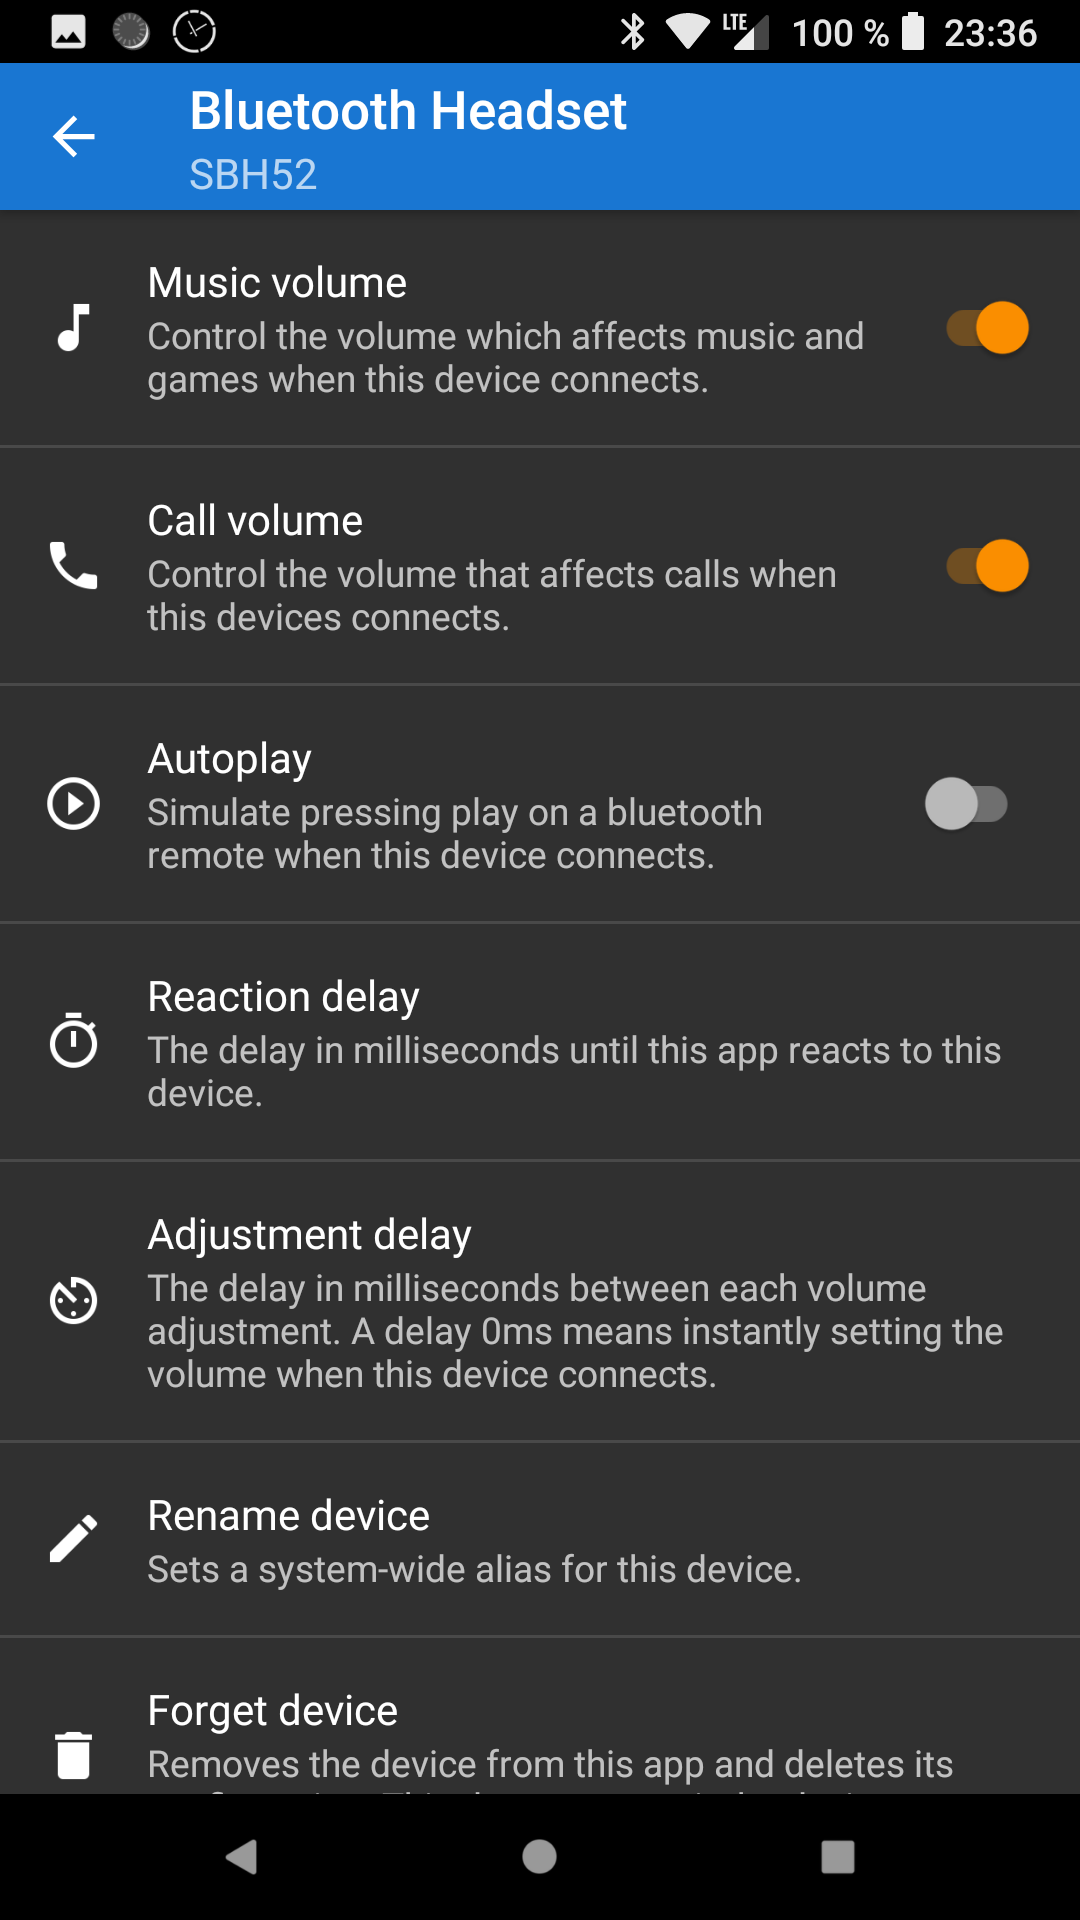 LTE 100 % 23:36
Bluetooth Headset
SBH52
Music volume
Control the volume which affects music and
games when this device connects.
Call volume
Control the volume that affects calls when
this devices connects.
Autoplay
Simulate pressing play on a bluetooth
remote when this device connects.
Reaction delay
The delay in milliseconds until this app reacts to this
device.
Adjustment delay
The delay in milliseconds between each volume
adjustment. A delay 0ms means instantly setting the
volume when this device connects.
Rename device
Sets a system-wide alias for this device.
Forget device
Removes the device from this app and deletes its